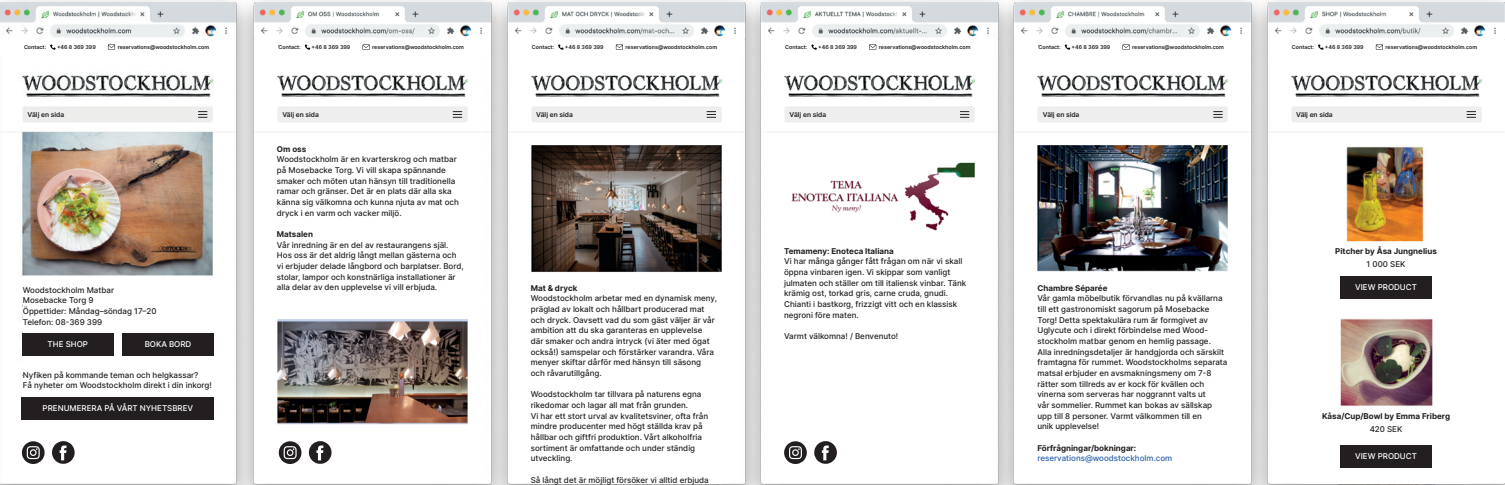 Woodstockholm | Woodstockh
woodstockholm.com
Contact: +46 8 369 399 reservations@woodstockholm.com
WOODSTOCKHOLM
Välj en sida
Woodstockholm Matbar
Mosebacke Torg 9
Öppettider: Måndag–söndag 17–20
Telefon: 08-369 399
THE SHOP BOKA BORD
Nyfiken på kommande teman och helgkassar?
Få nyheter om Woodstockholm direkt i din inkorg!
PRENUMERERA PÅ VÅRT NYHETSBREV
OM OSS | Woodstockholm
woodstockholm.com/om-oss/
Contact: +46 8 369 399 reservations@woodstockholm.com
WOODSTOCKHOLM
Välj en sida
Om oss
Woodstockholm är en kvarterskrog och matbar
på Mosebacke Torg. Vi vill skapa spännande
smaker och möten utan hänsyn till traditionella
ramar och gränser. Det är en plats där alla ska
känna sig välkomna och kunna njuta av mat och
dryck i en varm och vacker miljö.
Matsalen
Vår inredning är en del av restaurangens själ.
Hos oss är det aldrig långt mellan gästerna och
vi erbjuder delade långbord och barplatser. Bord,
stolar, lampor och konstnärliga installationer är
alla delar av den upplevelse vi vill erbjuda.
MAT OCH DRYCK | Woodstock
woodstockholm.com/mat-och...
Contact: +46 8 369 399 reservations@woodstockholm.com
WOODSTOCKHOLM
Välj en sida
Mat & dryck
Woodstockholm arbetar med en dynamisk meny,
präglad av lokalt och hållbart producerad mat
och dryck. Oavsett vad du som gäst väljer är vår
ambition att du ska garanteras en upplevelse
där smaker och andra intryck (vi äter med ögat
också!) samspelar och förstärker varandra. Våra
menyer skiftar därför med hänsyn till säsong
och råvarutillgång.
Woodstockholm tar tillvara på naturens egna
rikedomar och lagar all mat från grunden.
Vi har ett stort urval av kvalitetsviner, ofta från
mindre producenter med högt ställda krav på
hållbar och giftfri produktion. Vårt alkoholfria
sortiment är omfattande och under ständig
utveckling.
Så långt det är möjligt försöker vi alltid erbjuda
AKTUELLT TEMA | Woodstock
woodstockholm.com/aktuellt-...
Contact: +46 8 369 399 reservations@woodstockholm.com
WOODSTOCKHOLM
Välj en sida
TEMA
ENOTECA ITALIANA
Ny meny!
Temameny: Enoteca Italiana
Vi har många gånger fått frågan om när vi skall
öppna vinbaren igen. Vi skippar som vanligt
julmaten och ställer om till italiensk vinbar. Tänk
krämig ost, torkad gris, carne cruda, gnudi.
Chianti i bastkorg, frizzigt vitt och en klassisk
negroni före maten.
Varmt välkomna! / Benvenuto!
CHAMBRE | Woodstockholm
woodstockholm.com/chambr...
Contact: +46 8 369 399 reservations@woodstockholm.com
WOODSTOCKHOLM
Välj en sida
Chambre Séparée
Vår gamla möbelbutik förvandlas nu på kvällarna
till ett gastronomiskt sagorum på Mosebacke
Torg! Detta spektakulära rum är formgivet av
Uglycute och i direkt förbindelse med Wood-
stockholm matbar genom en hemlig passage.
Alla inredningsdetaljer är handgjorda och särskilt
framtagna för rummet. Woodstockholms separata
matsal erbjuder en avsmakningsmeny om 7-8
rätter som tillreds av er kock för kvällen och
vinerna som serveras har noggrannt valts ut
vår sommelier. Rummet kan bokas av sällskap
upp till 8 personer. Varmt välkommen till en
unik upplevelse!
Förfrågningar/bokningar:
reservations@woodstockholm.com
SHOP | Woodstockholm
woodstockholm.com/butik/
Contact: +46 8 369 399 reservations@woodstockholm.com
WOODSTOCKHOLM
Välj en sida
Pitcher by Åsa Jungnelius
1 000 SEK
VIEW PRODUCT
Kåsa/Cup/Bowl by Emma Friberg
420 SEK
VIEW PRODUCT